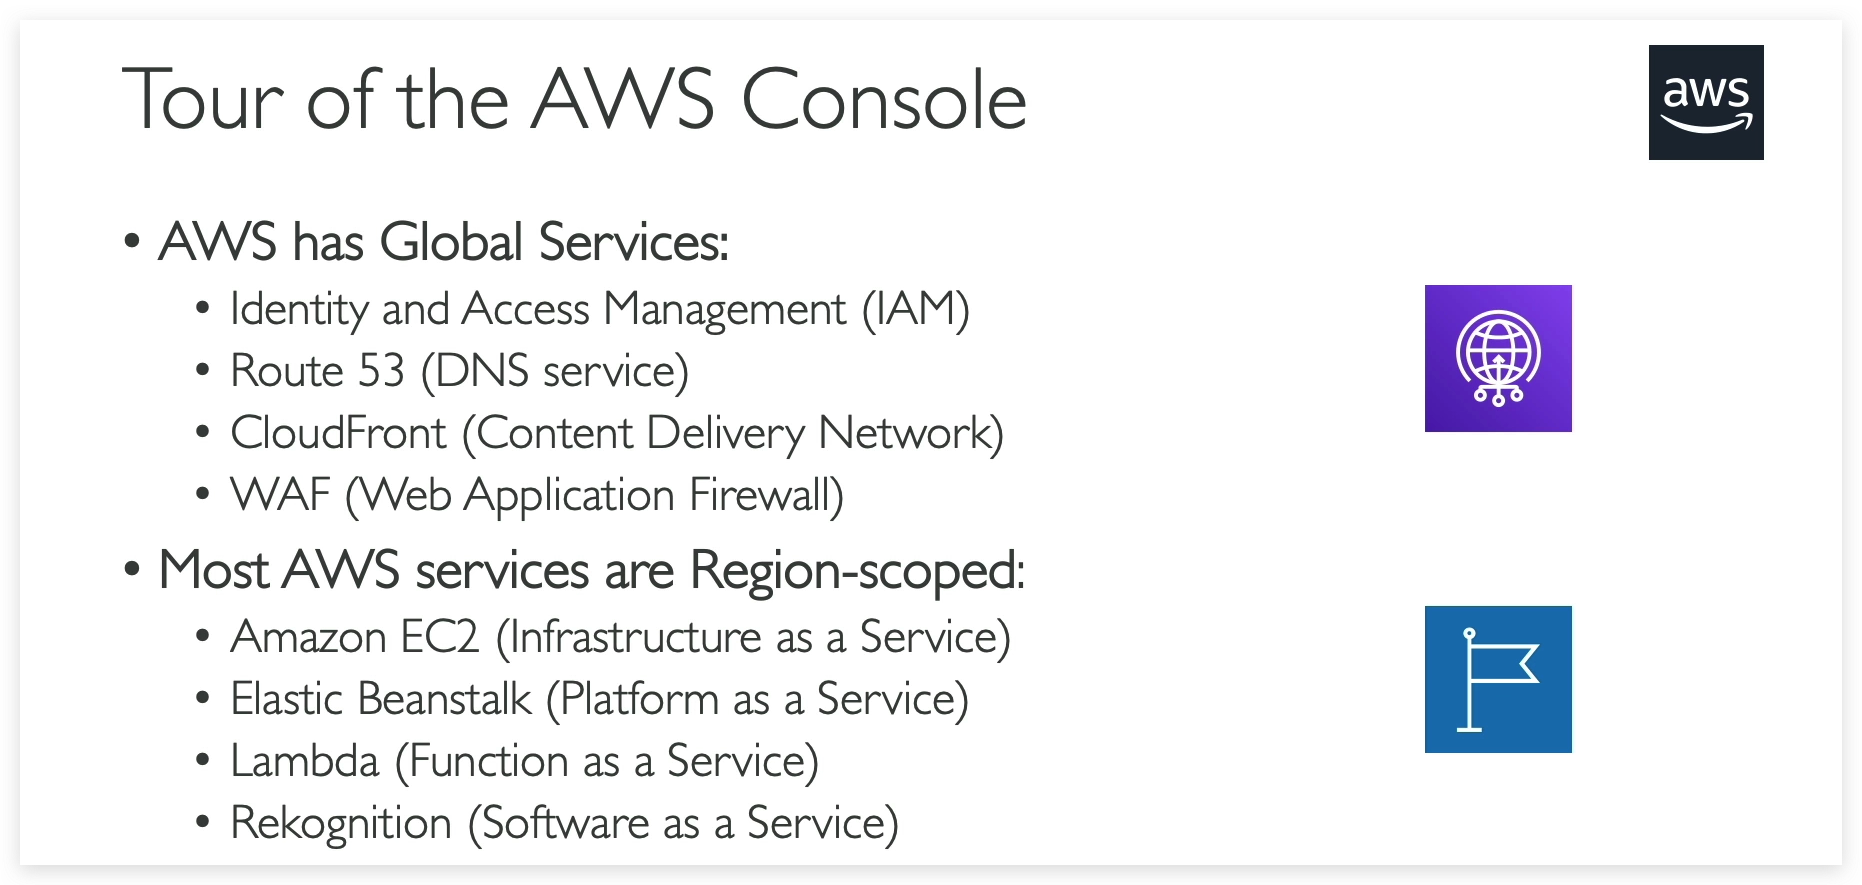 Tour of the AWS Console
aws
• AWS has Global Services:
• Identity and Access Management (IAM)
• Route 53 (DNS service)
• CloudFront (Content Delivery Network)
• WAF (Web Application Firewall)
• Most AWS services are Region-scoped:
• Amazon EC2 (Infrastructure as a Service)
• Elastic Beanstalk (Platform as a Service)
• Lambda (Function as a Service)
• Rekognition (Software as a Service)